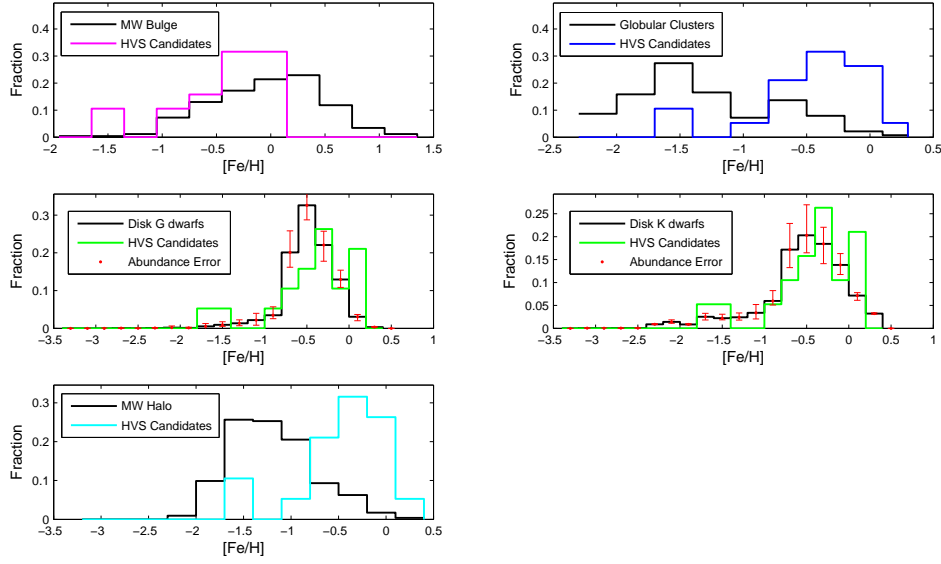 0.5
0.4
0.3
0.2
0.1
0
Fraction
MW Bulge
HVS Candidates
−2 −1.5 −1 −0.5 0 0.5 1 1.5
[Fe/H]
0.5
0.4
0.3
0.2
0.1
0
Fraction
Globular Clusters
HVS Candidates
−2.5 −2 −1.5 −1 −0.5 0 0.5
[Fe/H]
0.3
0.2
0.1
0
Fraction
Disk G dwarfs
HVS Candidates
Abundance Error
−3.5 −3 −2.5 −2 −1.5 −1 −0.5 0 0.5 1
[Fe/H]
0.25
0.2
0.15
0.1
0.05
0
Fraction
Disk K dwarfs
HVS Candidates
Abundance Error
−3.5 −3 −2.5 −2 −1.5 −1 −0.5 0 0.5 1
[Fe/H]
0.3
0.2
0.1
0
Fraction
MW Halo
HVS Candidates
−3.5 −3 −2.5 −2 −1.5 −1 −0.5 0 0.5
[Fe/H]